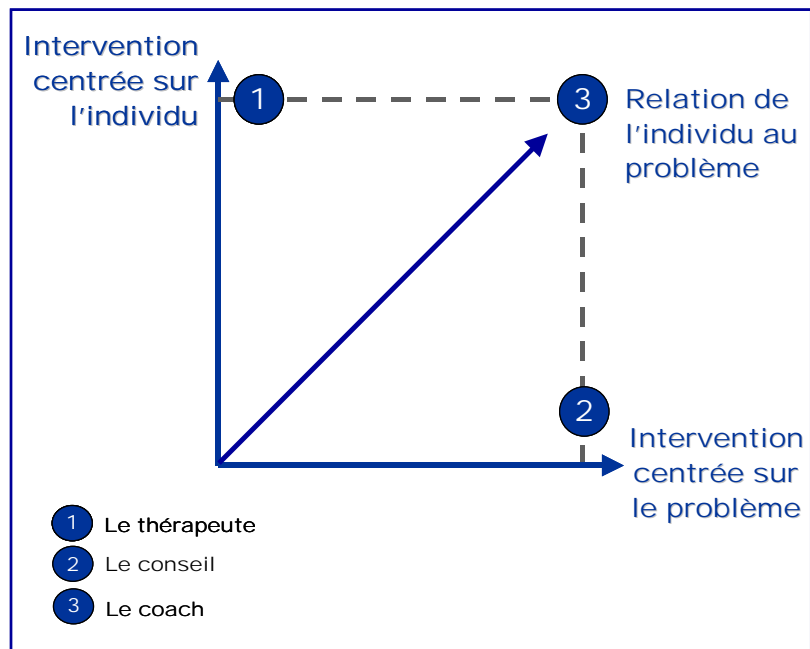 Intervention
centrée sur
l'individu
1
3
Relation de
l'individu au
problème
2
Intervention
centrée sur
le problème
1 Le thérapeute
2 Le conseil
3 Le coach